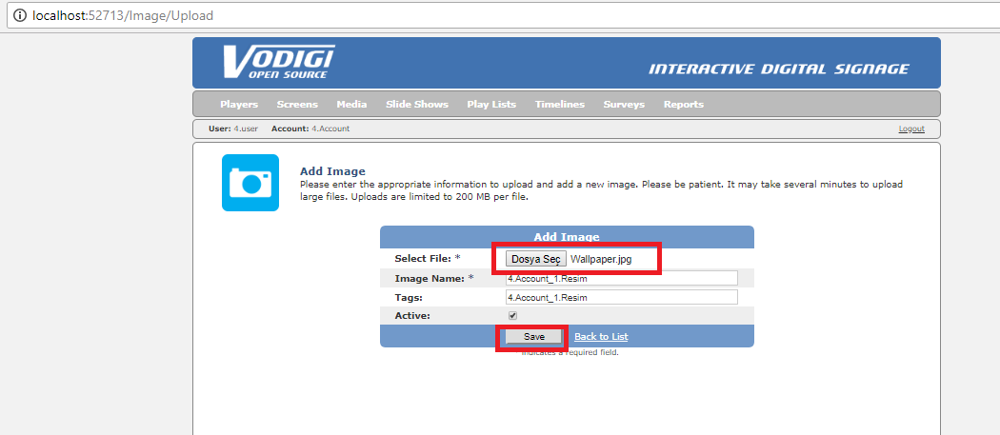 localhost:52713/Image/Upload
VODIGI
OPEN SOURCE
INTERACTIVE DIGITAL SIGNAGE
Players Screens Media Slide Shows Play Lists Timelines Surveys Reports
User: 4.user Account: 4.Account Logout
Add Image
Please enter the appropriate information to upload and add a new image. Please be patient. It may take several minutes to upload
large files. Uploads are limited to 200 MB per file.
Add Image
Select File: * Dosya Seç Wallpaper.jpg
Image Name: * 4.Account_1.Resim
Tags: 4.Account_1.Resim
Active:
Save Back to List
indicates a required field.